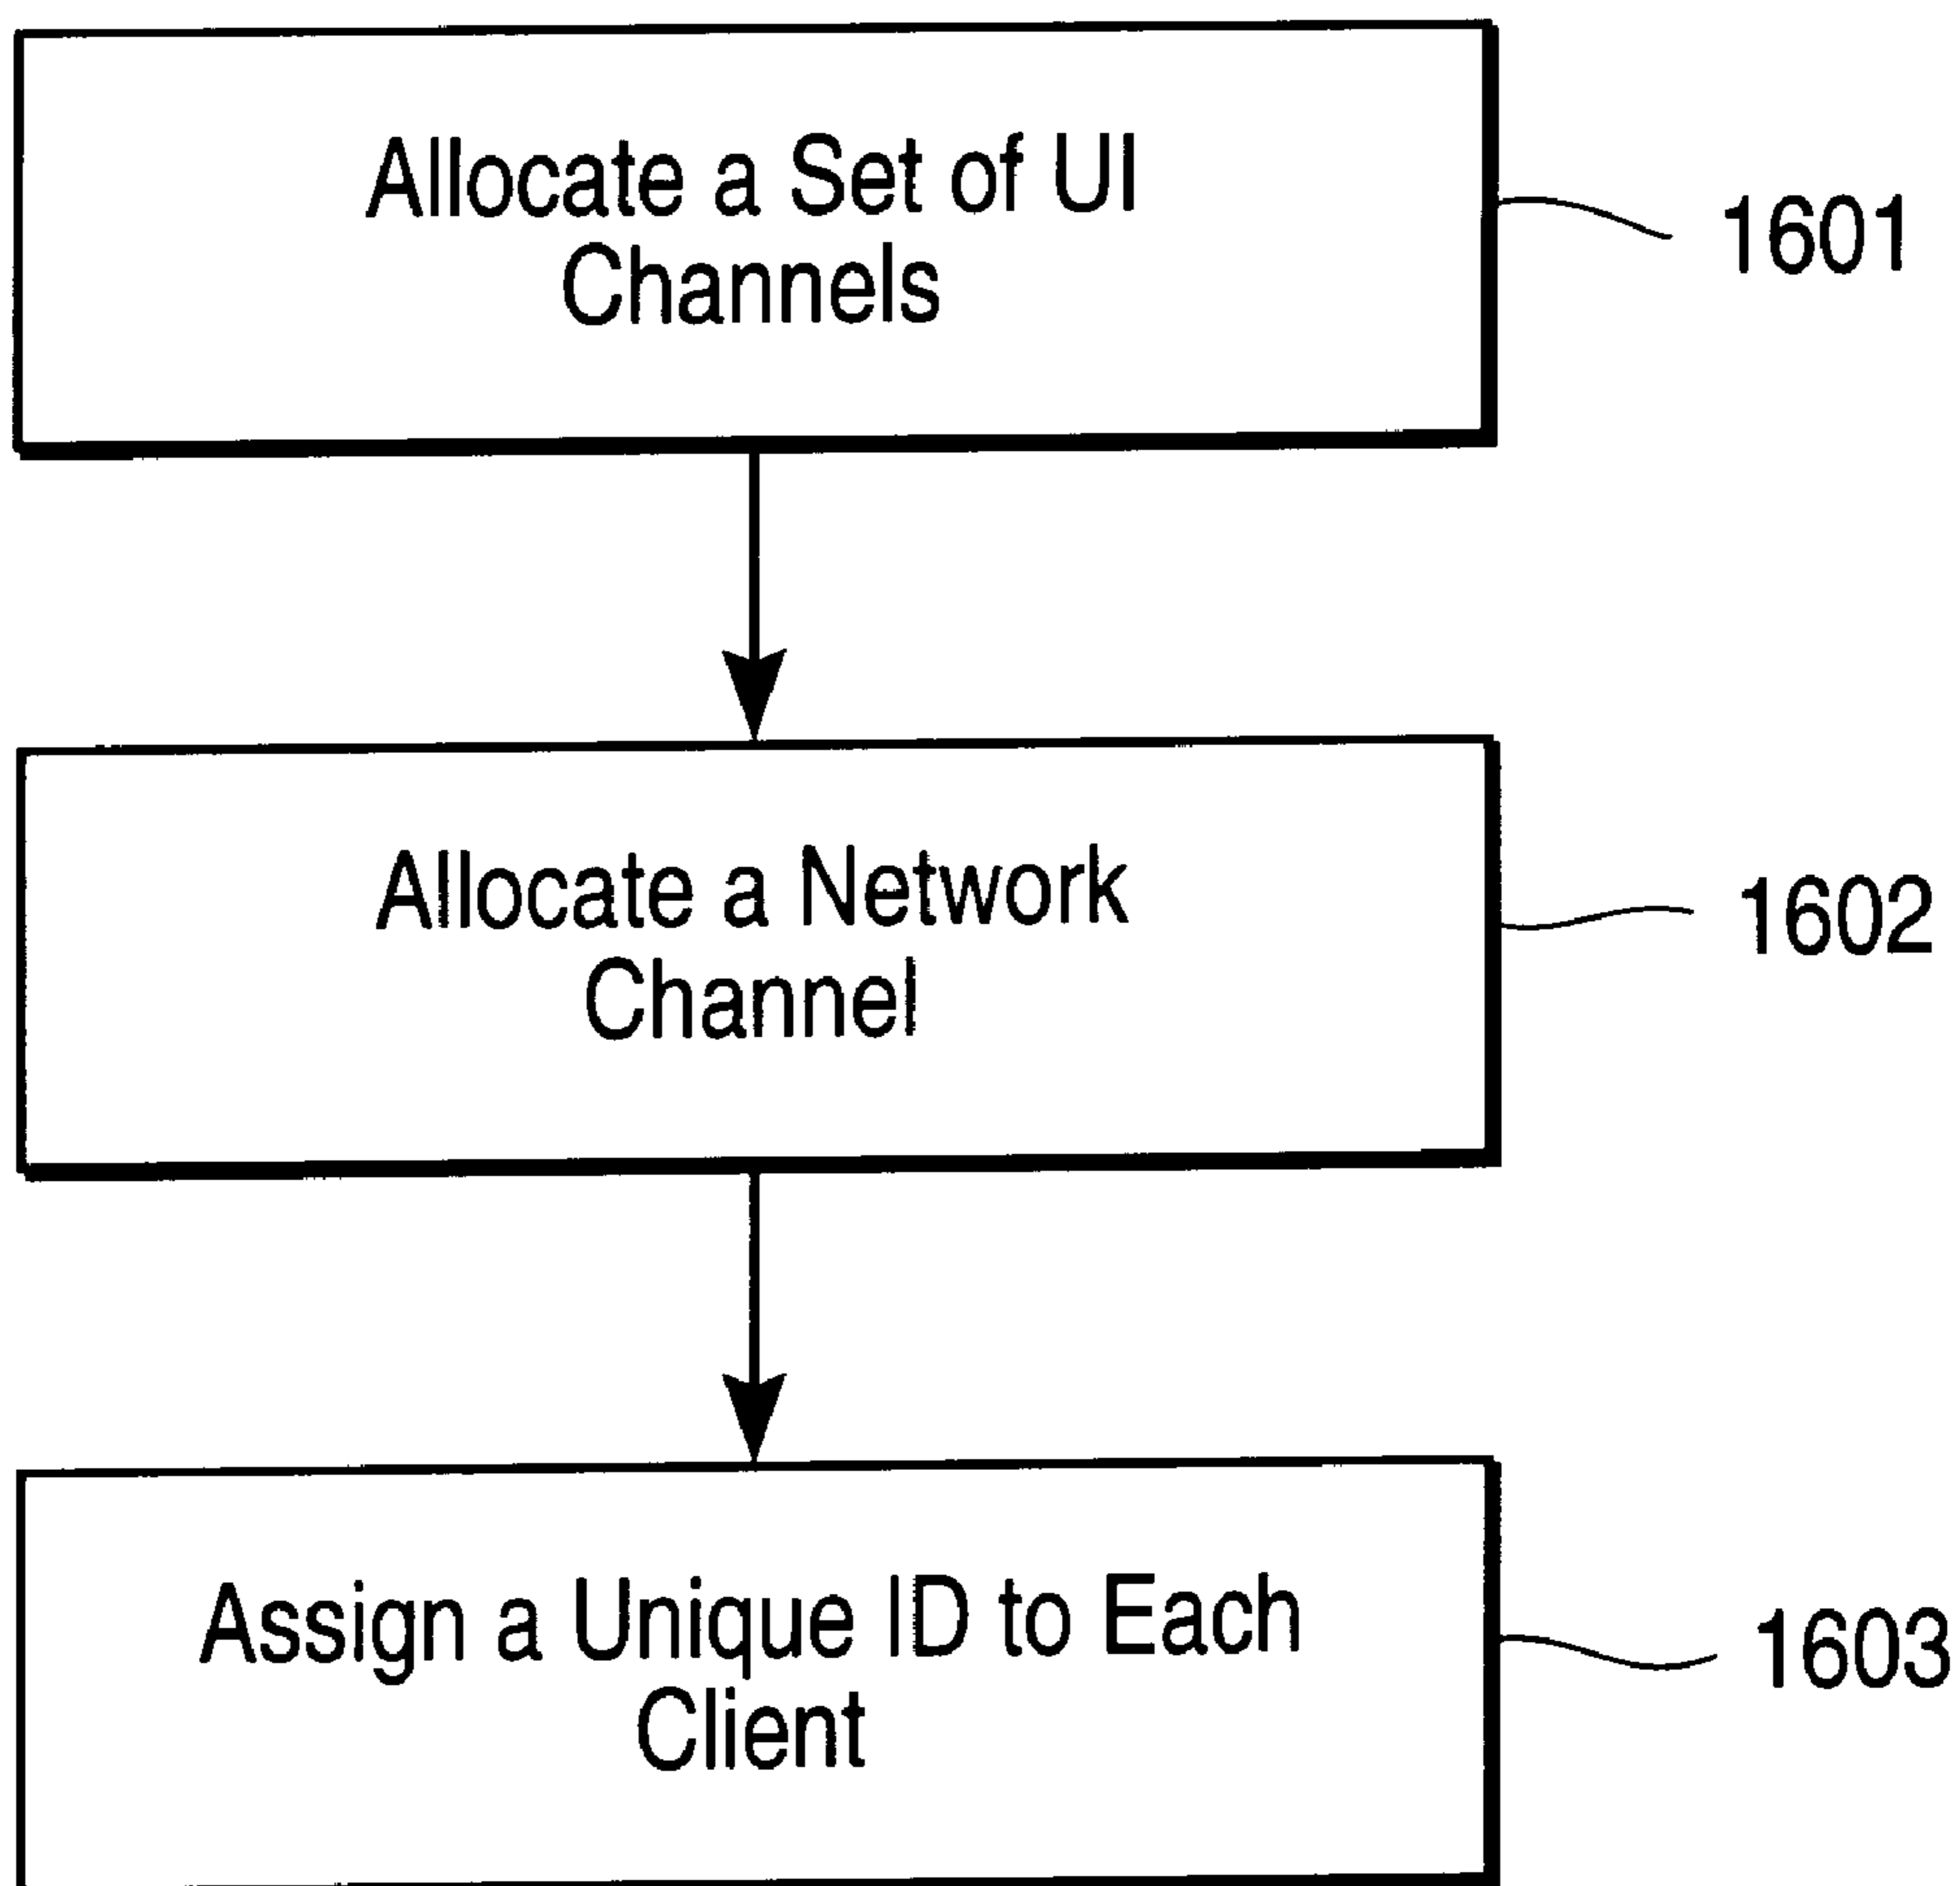 Allocate a Set of UI
Channels
1601
Allocate a Network
Channel
1602
Assign a Unique ID to Each
Client
1603